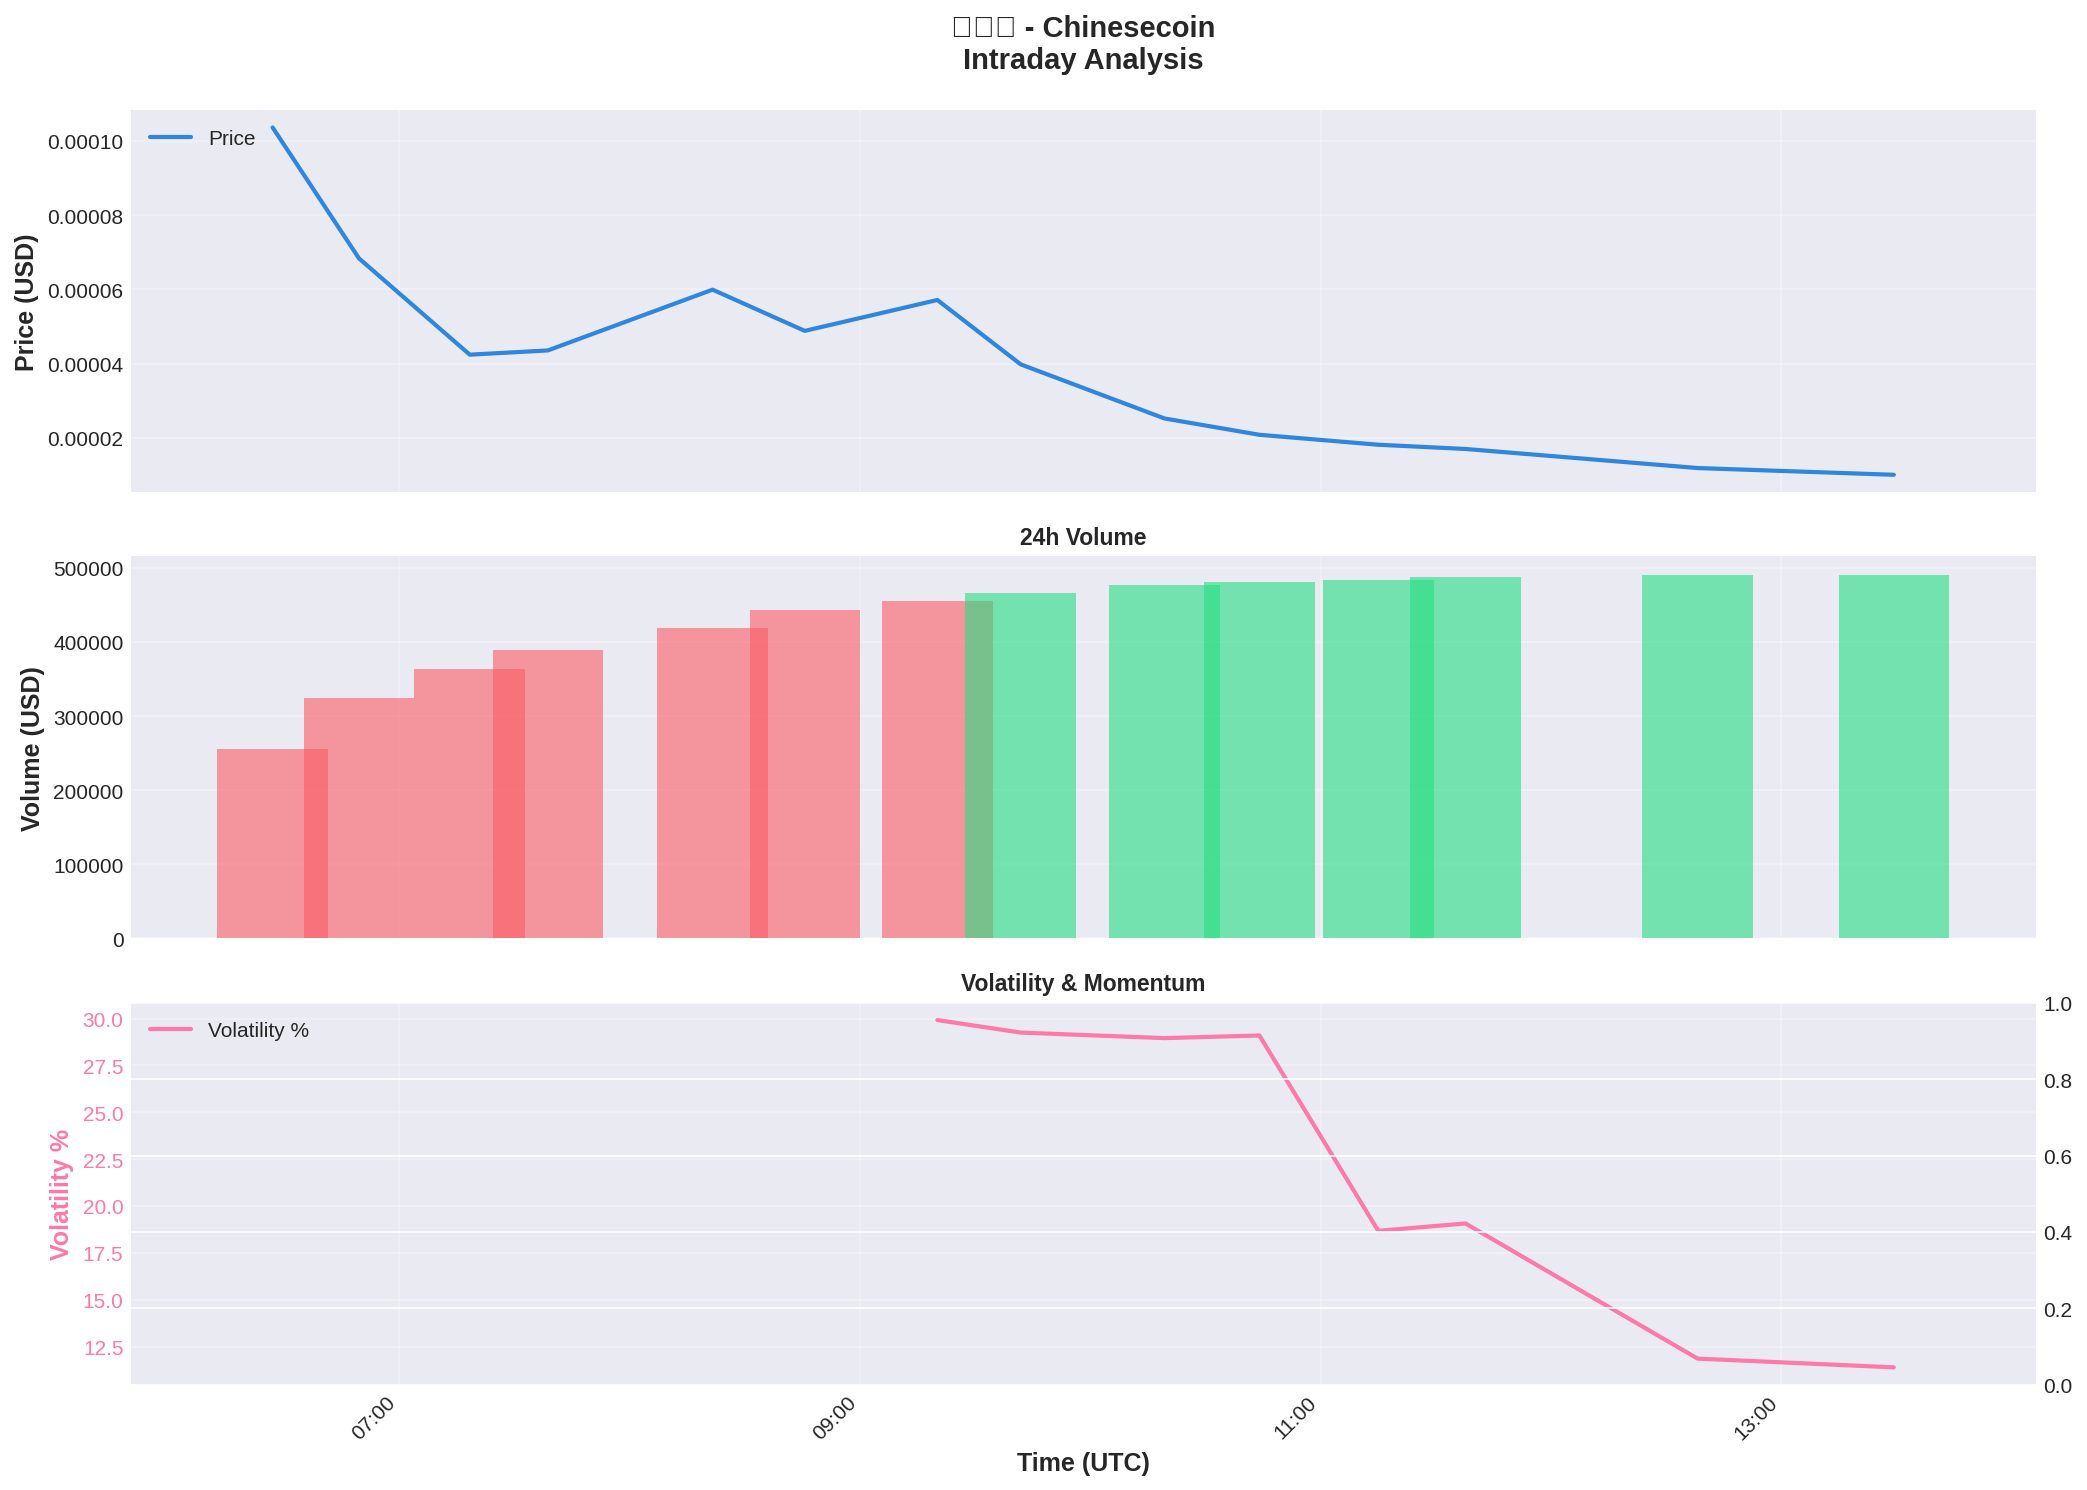 - Chinesecoin
Intraday Analysis
Price
0.00010
0.00008
0.00006
0.00004
0.00002
Price (USD)
24h Volume
500000
400000
300000
200000
100000
0
Volume (USD)
Volatility & Momentum
Volatility %
30.0
27.5
25.0
22.5
20.0
17.5
15.0
12.5
Volatility %
1.0
0.8
0.6
0.4
0.2
0.0
07:00
09:00
11:00
13:00
Time (UTC)